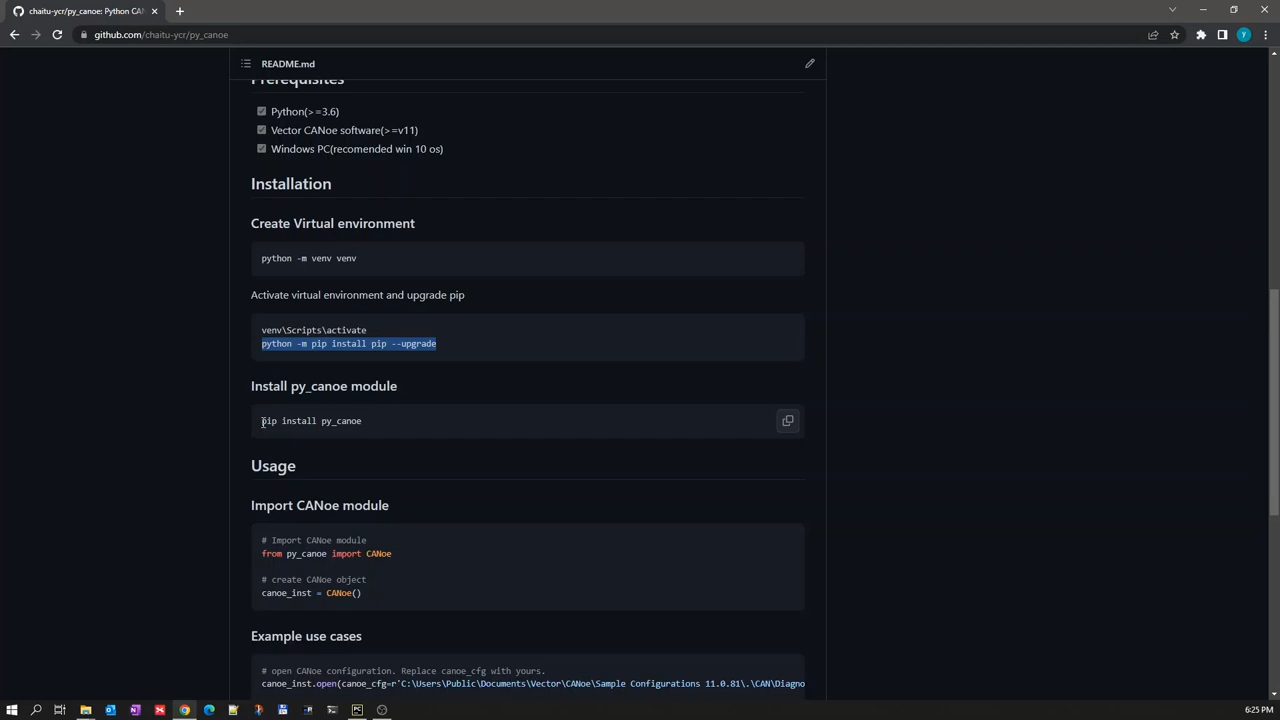 chaitu-ycr/py_canoe: Python CAN
github.com/chaitu-ycr/py_canoe
README.md
Prerequisites
Python(>=3.6)
Vector CANoe software(>=v11)
Windows PC(recomended win 10 os)
Installation
Create Virtual environment
python -m venv venv
Activate virtual environment and upgrade pip
venv\Scripts\activate
python -m pip install pip --upgrade
Install py_canoe module
pip install py_canoe
Usage
Import CANoe module
# Import CANoe module
from py_canoe import CANoe
# create CANoe object
canoe_inst = CANoe()
Example use cases
# open CANoe configuration. Replace canoe_cfg with yours.
canoe_inst.open(canoe_cfg=r'C:\Users\Public\Documents\Vector\CANoe\Sample Configurations 11.0.81\.\CAN\Diagno
6:25 PM